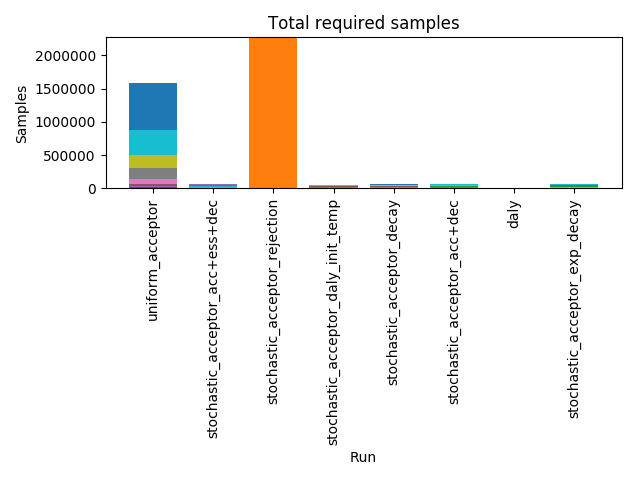 Total required samples
Samples
2000000
1500000
1000000
500000
0
uniform_acceptor
stochastic_acceptor_acc+ess+dec
stochastic_acceptor_rejection
stochastic_acceptor_daly_init_temp
stochastic_acceptor_decay
stochastic_acceptor_acc+dec
daly
stochastic_acceptor_exp_decay
Run